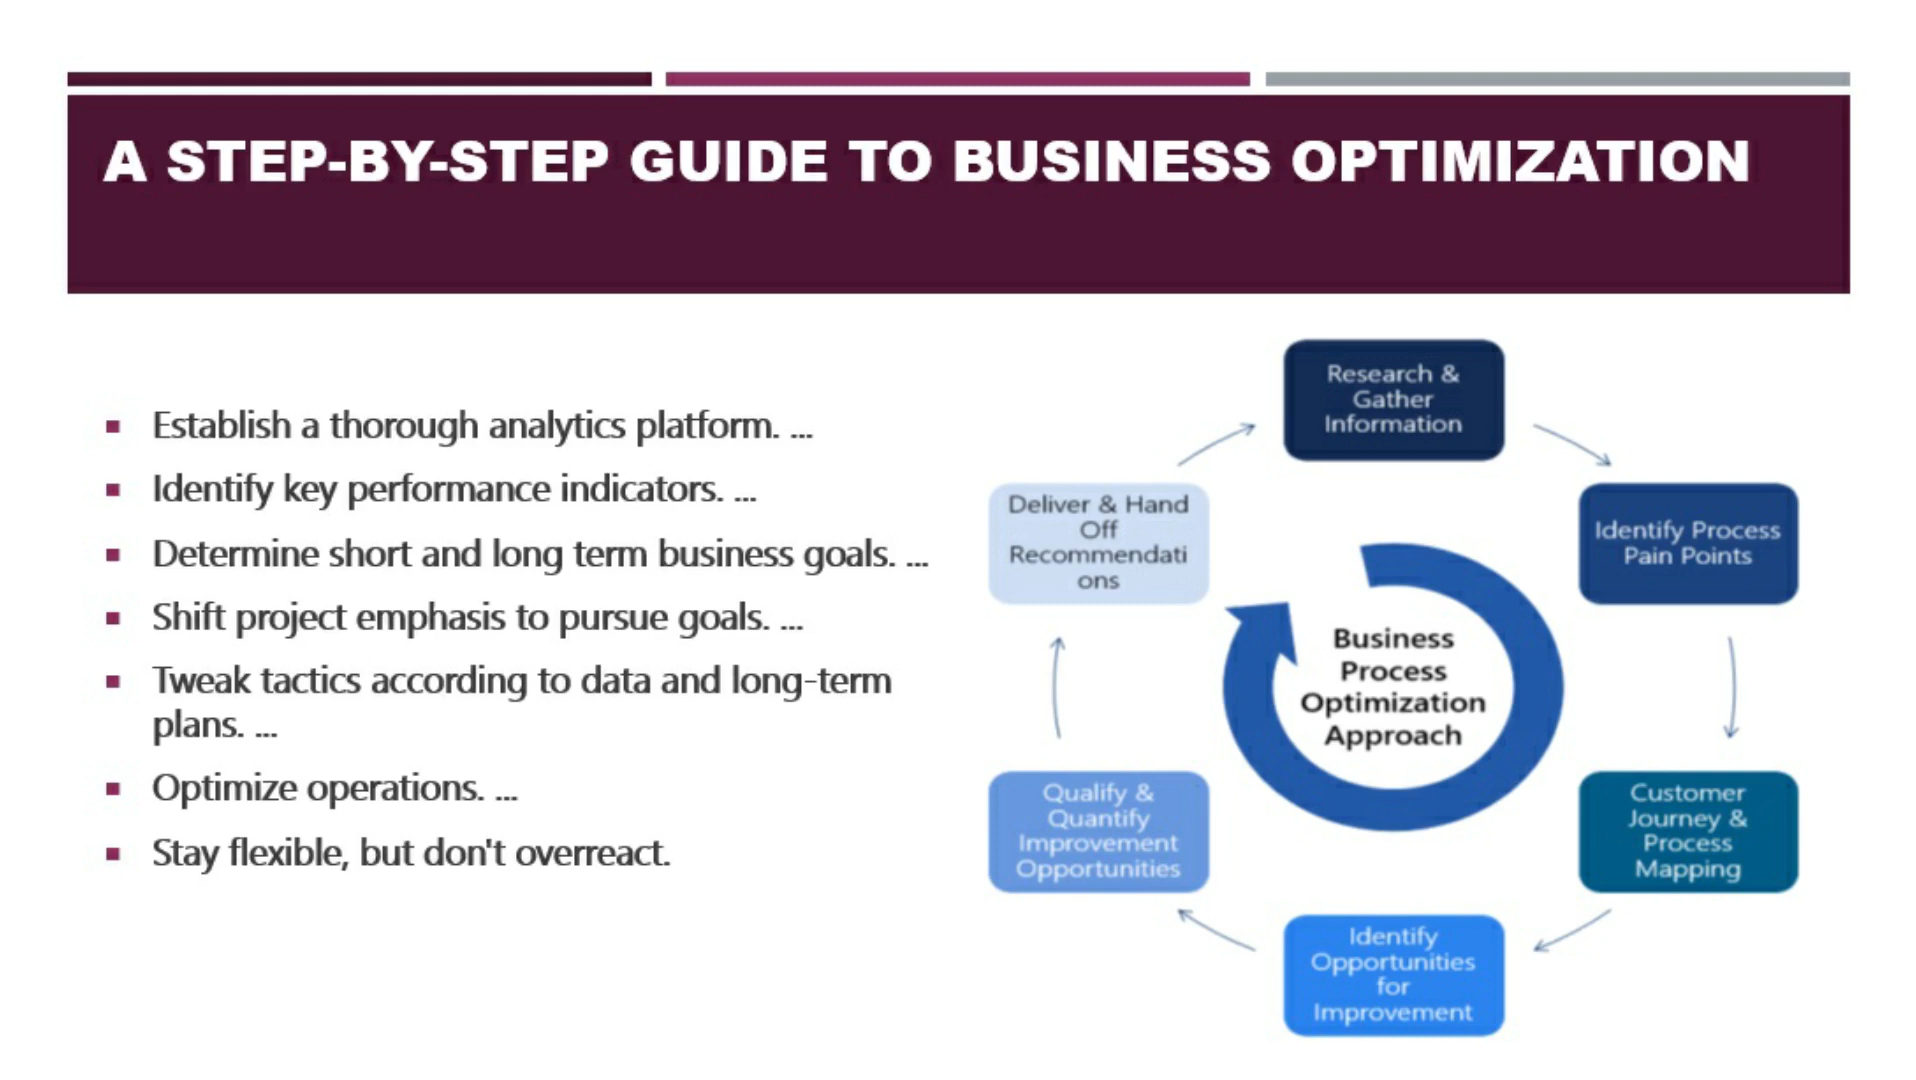 A STEP-BY-STEP GUIDE TO BUSINESS OPTIMIZATION
Establish a thorough analytics platform. ...
Identify key performance indicators. ...
Determine short and long term business goals. ...
Shift project emphasis to pursue goals. ...
Tweak tactics according to data and long-term
plans. ...
Optimize operations. ...
Stay flexible, but don't overreact.
Research &
Gather
Information
Identify Process
Pain Points
Customer
Journey &
Process
Mapping
Identify
Opportunities
for
Improvement
Qualify &
Quantify
Improvement
Opportunities
Deliver & Hand
Off
Recommendati
ons
Business
Process
Optimization
Approach